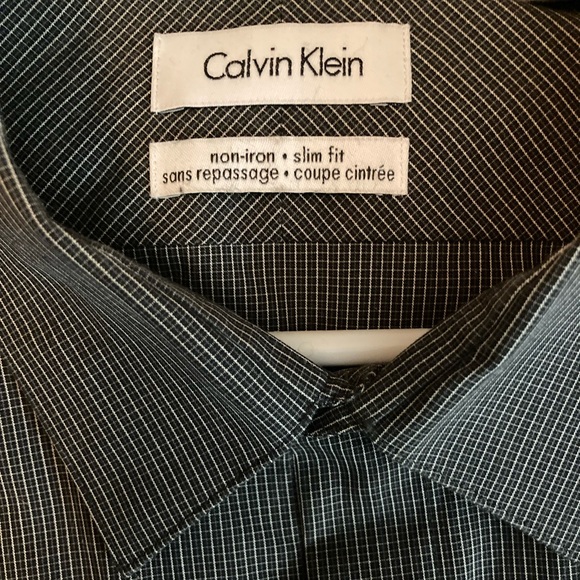 Calvin Klein
non-iron • slim fit
sans repassage • coupe cintrée